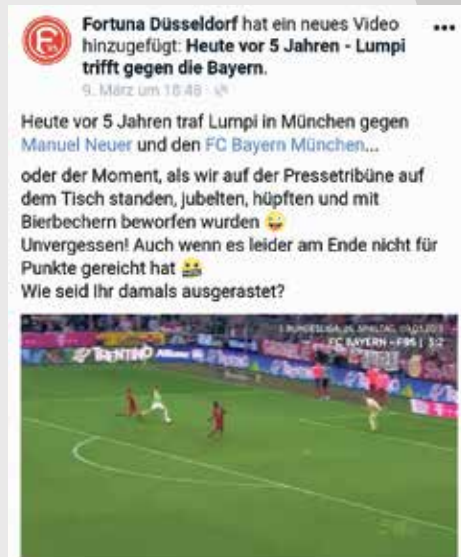 Fortuna Düsseldorf hat ein neues Video
hinzugefügt: Heute vor 5 Jahren - Lumpi
trifft gegen die Bayern.
9. März um 18:48
Heute vor 5 Jahren traf Lumpi in München gegen
Manuel Neuer und den FC Bayern München...
oder der Moment, als wir auf der Pressetribüne auf
dem Tisch standen, jubelten, hüpften und mit
Bierbechern beworfen wurden
Unvergessen! Auch wenn es leider am Ende nicht für
Punkte gereicht hat
Wie seid Ihr damals ausgerastet?
FC BAYERN - F95 | 3:2
TRENTINO